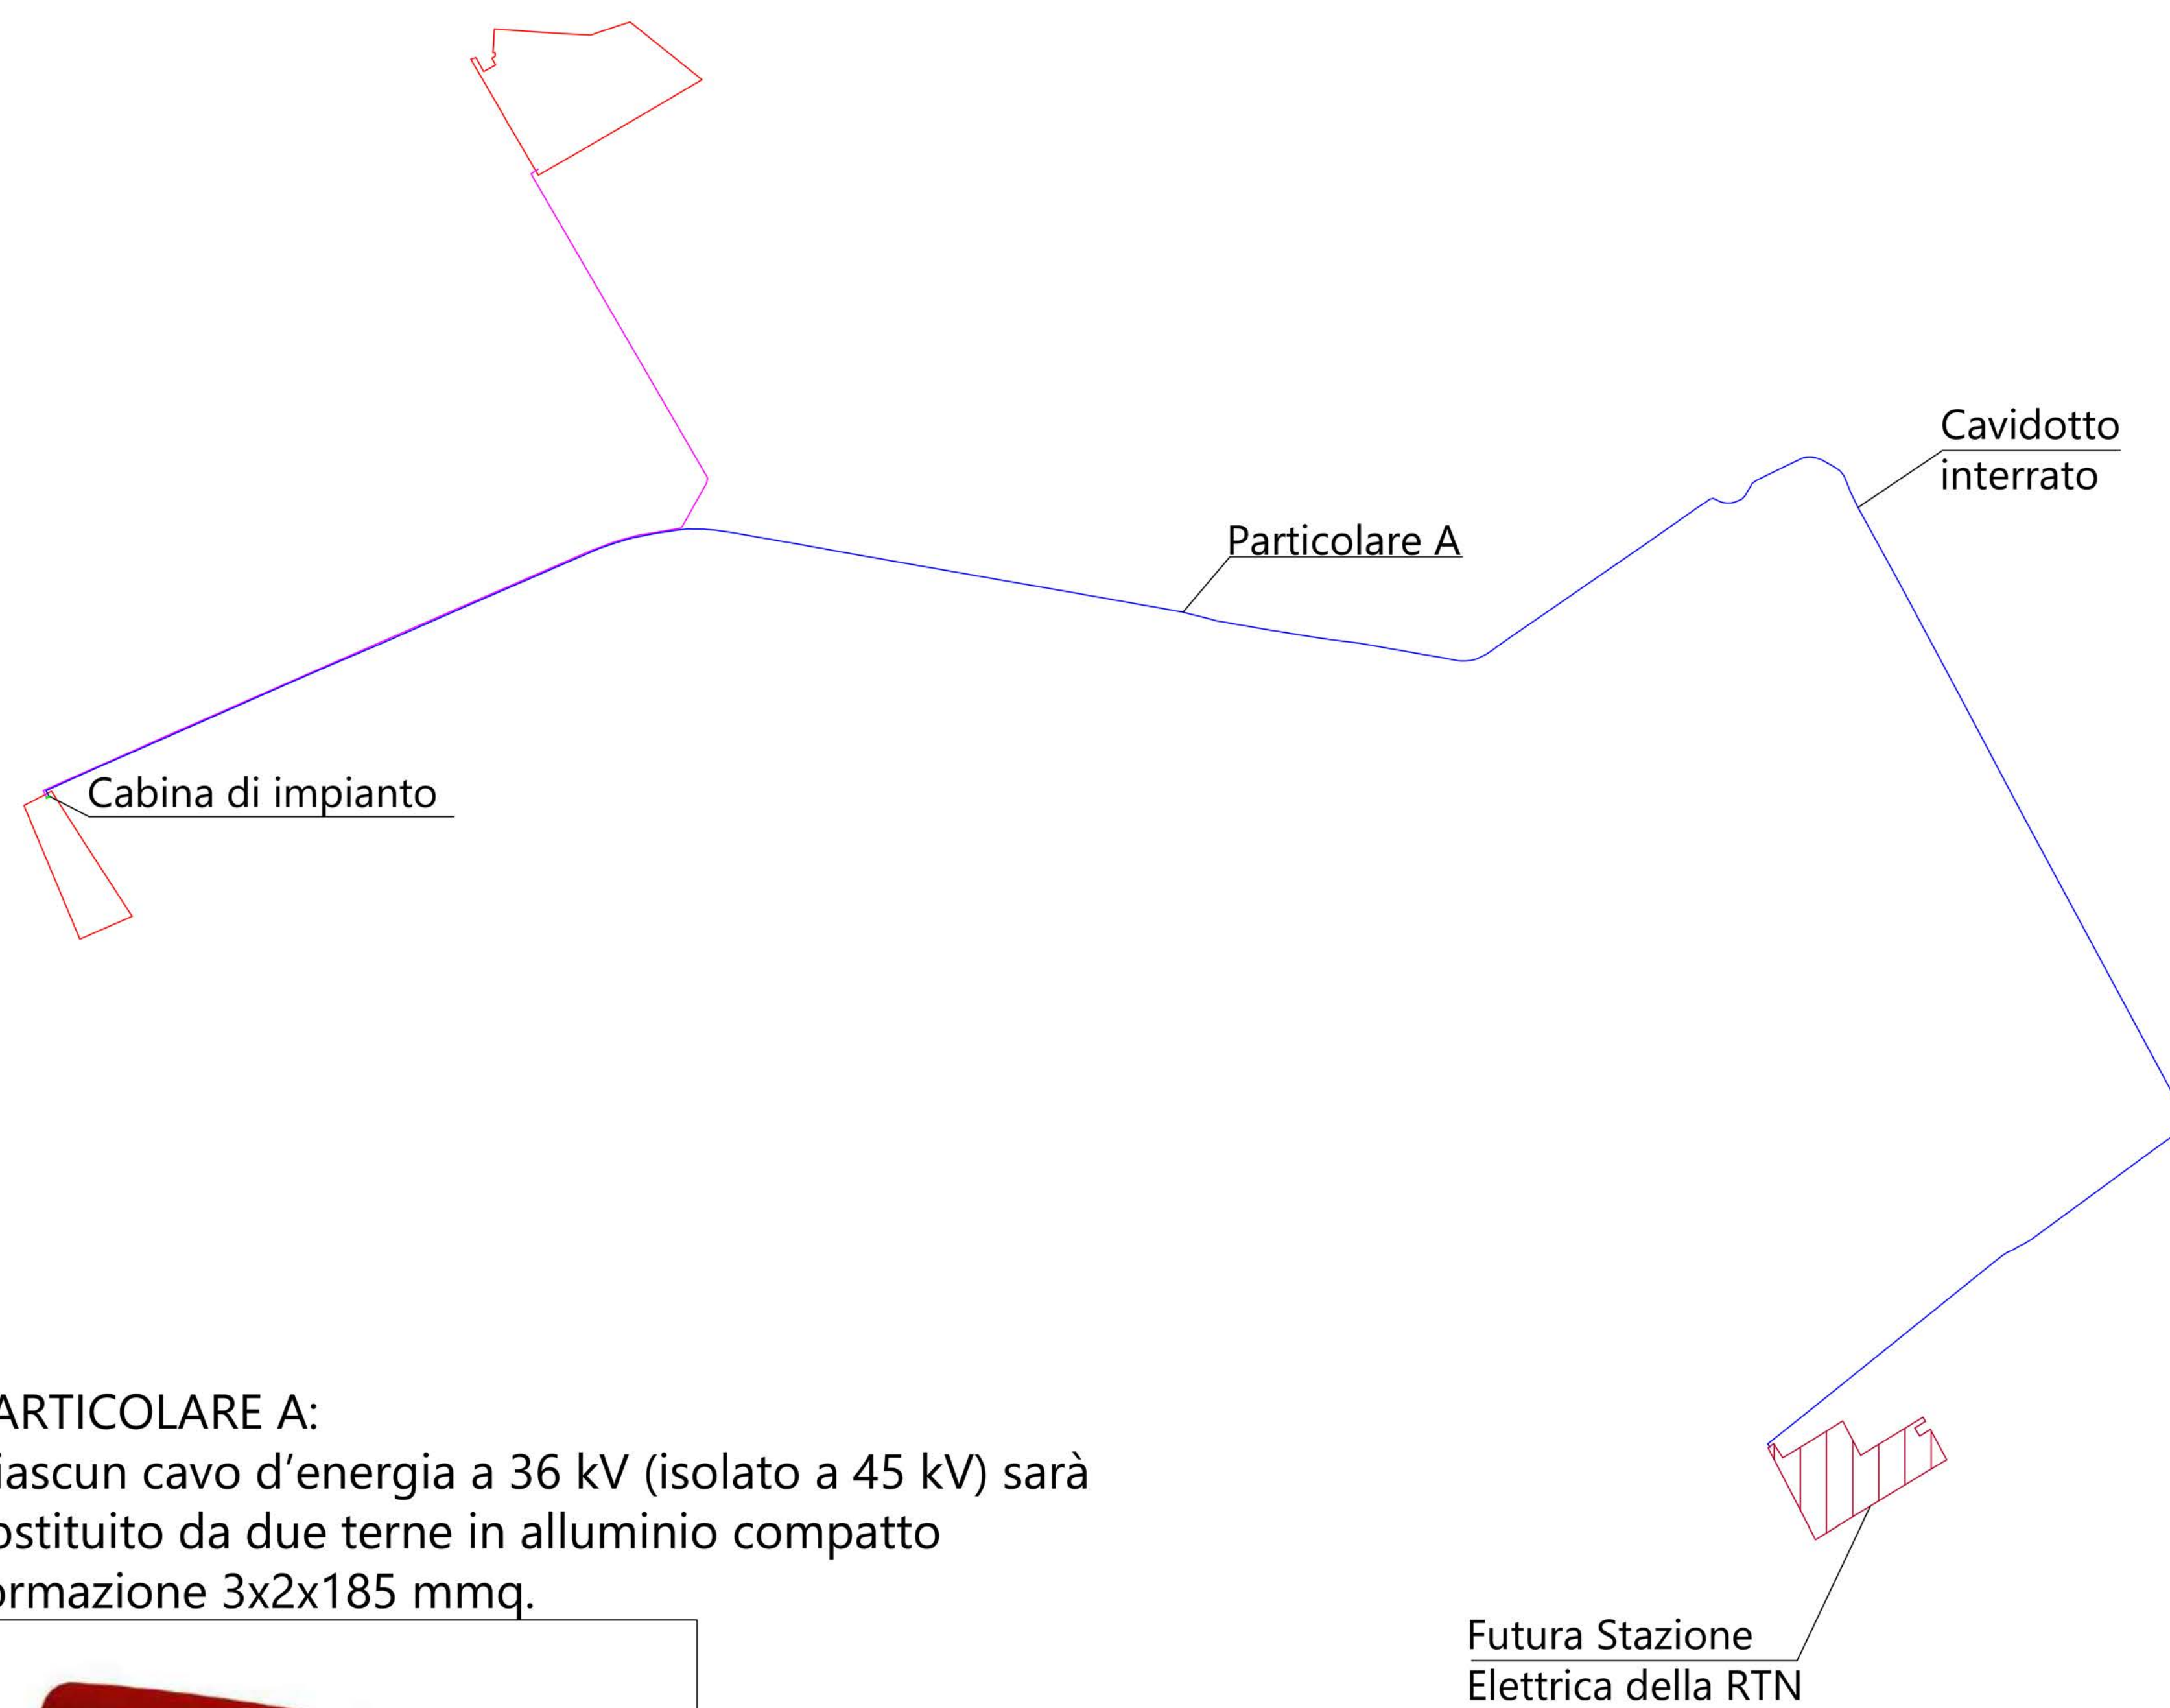 Cavidotto
interrato
Particolare A
Cabina di impianto
ARTICOLARE A:
iascun cavo d'energia a 36 kV (isolato a 45 kV) sarà
ostituito da due terne in alluminio compatto
ormazione 3x2x185 mmq.
Futura Stazione
Elettrica della RTN